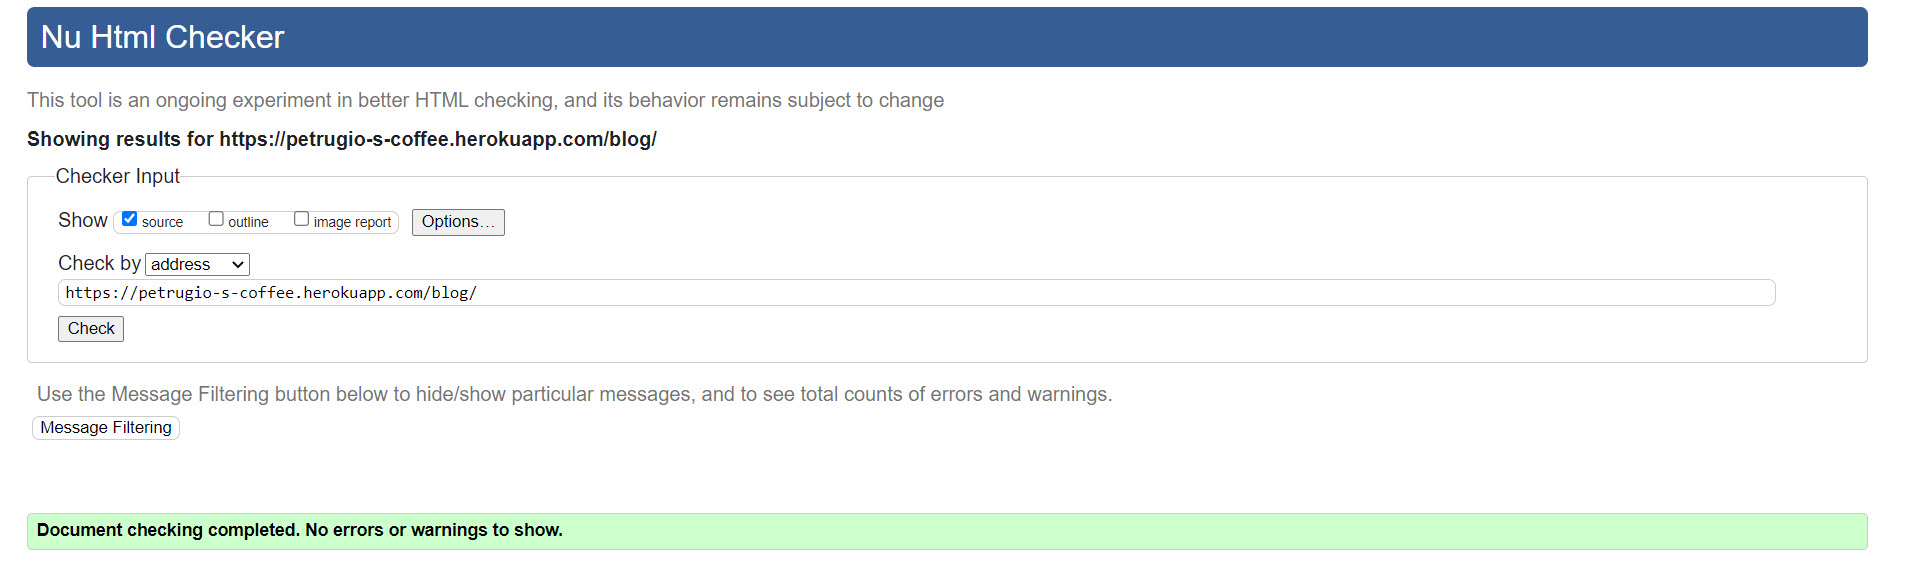 Nu Html Checker
This tool is an ongoing experiment in better HTML checking, and its behavior remains subject to change
Showing results for https://petrugio-s-coffee.herokuapp.com/blog/
Checker Input
Show source outline image report Options...
Check by address
https://petrugio-s-coffee.herokuapp.com/blog/
Check
Use the Message Filtering button below to hide/show particular messages, and to see total counts of errors and warnings.
Message Filtering
Document checking completed. No errors or warnings to show.